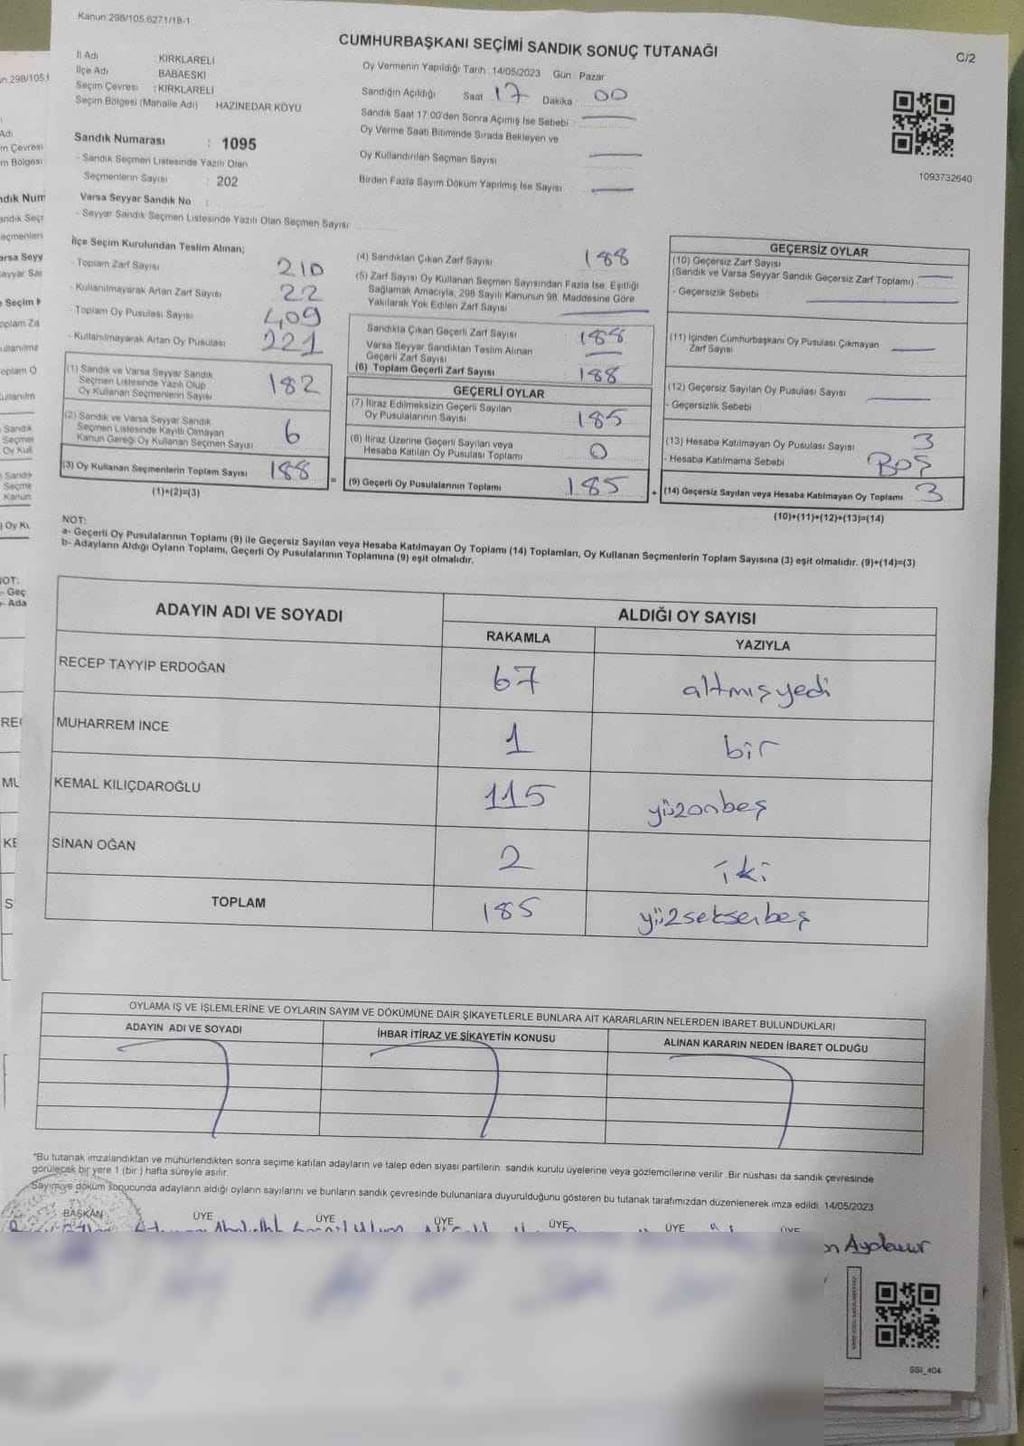 Kanun:298/105.6271/18-1
CUMHURBAŞKANI SEÇİMİ SANDIK SONUÇ TUTANAĞI
C/2
İl Adı : KIRKLARELİ
İlçe Adı : BABAESKİ
Seçim Çevresi : KIRKLARELİ
Seçim Bölgesi (Mahalle Adı) HAZİNEDAR KÖYÜ
Oy Vermenin Yapıldığı Tarih : 14/05/2023 Gün : Pazar
Sandığın Açıldığı Saat 17 Dakika 00
Sandık Saat 17:00'den Sonra Açılmış İse Sebebi
Oy Verme Saati Bitiminde Sırada Bekleyen ve
Oy Kullandırılan Seçmen Sayısı
Birden Fazla Sayım Döküm Yapılmış İse Sayısı
1093732640
Sandık Numarası : 1095
- Sandık Seçmen Listesinde Yazılı Olan
Seçmenlerin Sayısı : 202
Varsa Seyyar Sandık No :
- Seyyar Sandık Seçmen Listesinde Yazılı Olan Seçmen Sayısı
İlçe Seçim Kurulundan Teslim Alınan;
- Toplam Zarf Sayısı 210
- Kullanılmayarak Artan Zarf Sayısı 22
- Toplam Oy Pusulası Sayısı 409
- Kullanılmayarak Artan Oy Pusulası 221
(1) Sandık ve Varsa Seyyar Sandık
Seçmen Listesinde Yazılı Olup
Oy Kullanan Seçmenlerin Sayısı 182
(2) Sandık ve Varsa Seyyar Sandık
Seçmen Listesinde Kayıtlı Olmayan
Kanun Gereği Oy Kullanan Seçmen Sayısı 6
(3) Oy Kullanan Seçmenlerin Toplam Sayısı 188
(1)+(2)=(3)
(4) Sandıktan Çıkan Zarf Sayısı 188
(5) Zarf Sayısı Oy Kullanan Seçmen Sayısından Fazla İse, Eşitliği
Sağlamak Amacıyla, 298 Sayılı Kanunun 98. Maddesine Göre
Yakılarak Yok Edilen Zarf Sayısı
Sandıkta Çıkan Geçerli Zarf Sayısı 188
Varsa Seyyar Sandıktan Teslim Alınan
Geçerli Zarf Sayısı
(6) Toplam Geçerli Zarf Sayısı 188
GEÇERLİ OYLAR
(7) İtiraz Edilmeksizin Geçerli Sayılan
Oy Pusulalarının Sayısı 185
(8) İtiraz Üzerine Geçerli Sayılan veya
Hesaba Katılan Oy Pusulası Toplamı 0
= (9) Geçerli Oy Pusulalarının Toplamı 185
GEÇERSİZ OYLAR
(10) Geçersiz Zarf Sayısı
(Sandık ve Varsa Seyyar Sandık Geçersiz Zarf Toplamı)
- Geçersizlik Sebebi
(11) İçinden Cumhurbaşkanı Oy Pusulası Çıkmayan
Zarf Sayısı
(12) Geçersiz Sayılan Oy Pusulası Sayısı
- Geçersizlik Sebebi
(13) Hesaba Katılmayan Oy Pusulası Sayısı 3
- Hesaba Katılmama Sebebi BOŞ
+ (14) Geçersiz Sayılan veya Hesaba Katılmayan Oy Toplamı 3
(10)+(11)+(12)+(13)=(14)
NOT:
a- Geçerli Oy Pusulalarının Toplamı (9) ile Geçersiz Sayılan veya Hesaba Katılmayan Oy Toplamı (14) Toplamları, Oy Kullanan Seçmenlerin Toplam Sayısına (3) eşit olmalıdır. (9)+(14)=(3)
b- Adayların Aldığı Oyların Toplamı, Geçerli Oy Pusulalarının Toplamına (9) eşit olmalıdır.
ADAYIN ADI VE SOYADI
ALDIĞI OY SAYISI
RAKAMLA YAZIYLA
RECEP TAYYİP ERDOĞAN 67 altmışyedi
MUHARREM İNCE 1 bir
KEMAL KILIÇDAROĞLU 115 yüzonbeş
SİNAN OĞAN 2 iki
TOPLAM 185 yüzseksenbeş
OYLAMA İŞ VE İŞLEMLERİNE VE OYLARIN SAYIM VE DÖKÜMÜNE DAİR ŞİKAYETLERLE BUNLARA AİT KARARLARIN NELERDEN İBARET BULUNDUKLARI
ADAYIN ADI VE SOYADI İHBAR İTİRAZ VE ŞİKAYETİN KONUSU ALINAN KARARIN NEDEN İBARET OLDUĞU
"Bu tutanak imzalandıktan ve mühürlendikten sonra seçime katılan adayların ve talep eden siyasi partilerin, sandık kurulu üyelerine veya gözlemcilerine verilir. Bir nüshası da sandık çevresinde
görülecek bir yere 1 (bir ) hafta süreyle asılır.
Sayım ve döküm sonucunda adayların aldığı oyların sayılarını ve bunların sandık çevresinde bulunanlara duyurulduğunu gösteren bu tutanak tarafımızdan düzenlenerek imza edildi. 14/05/2023
BAŞKAN ÜYE ÜYE ÜYE ÜYE ÜYE ÜYE
SSI_404